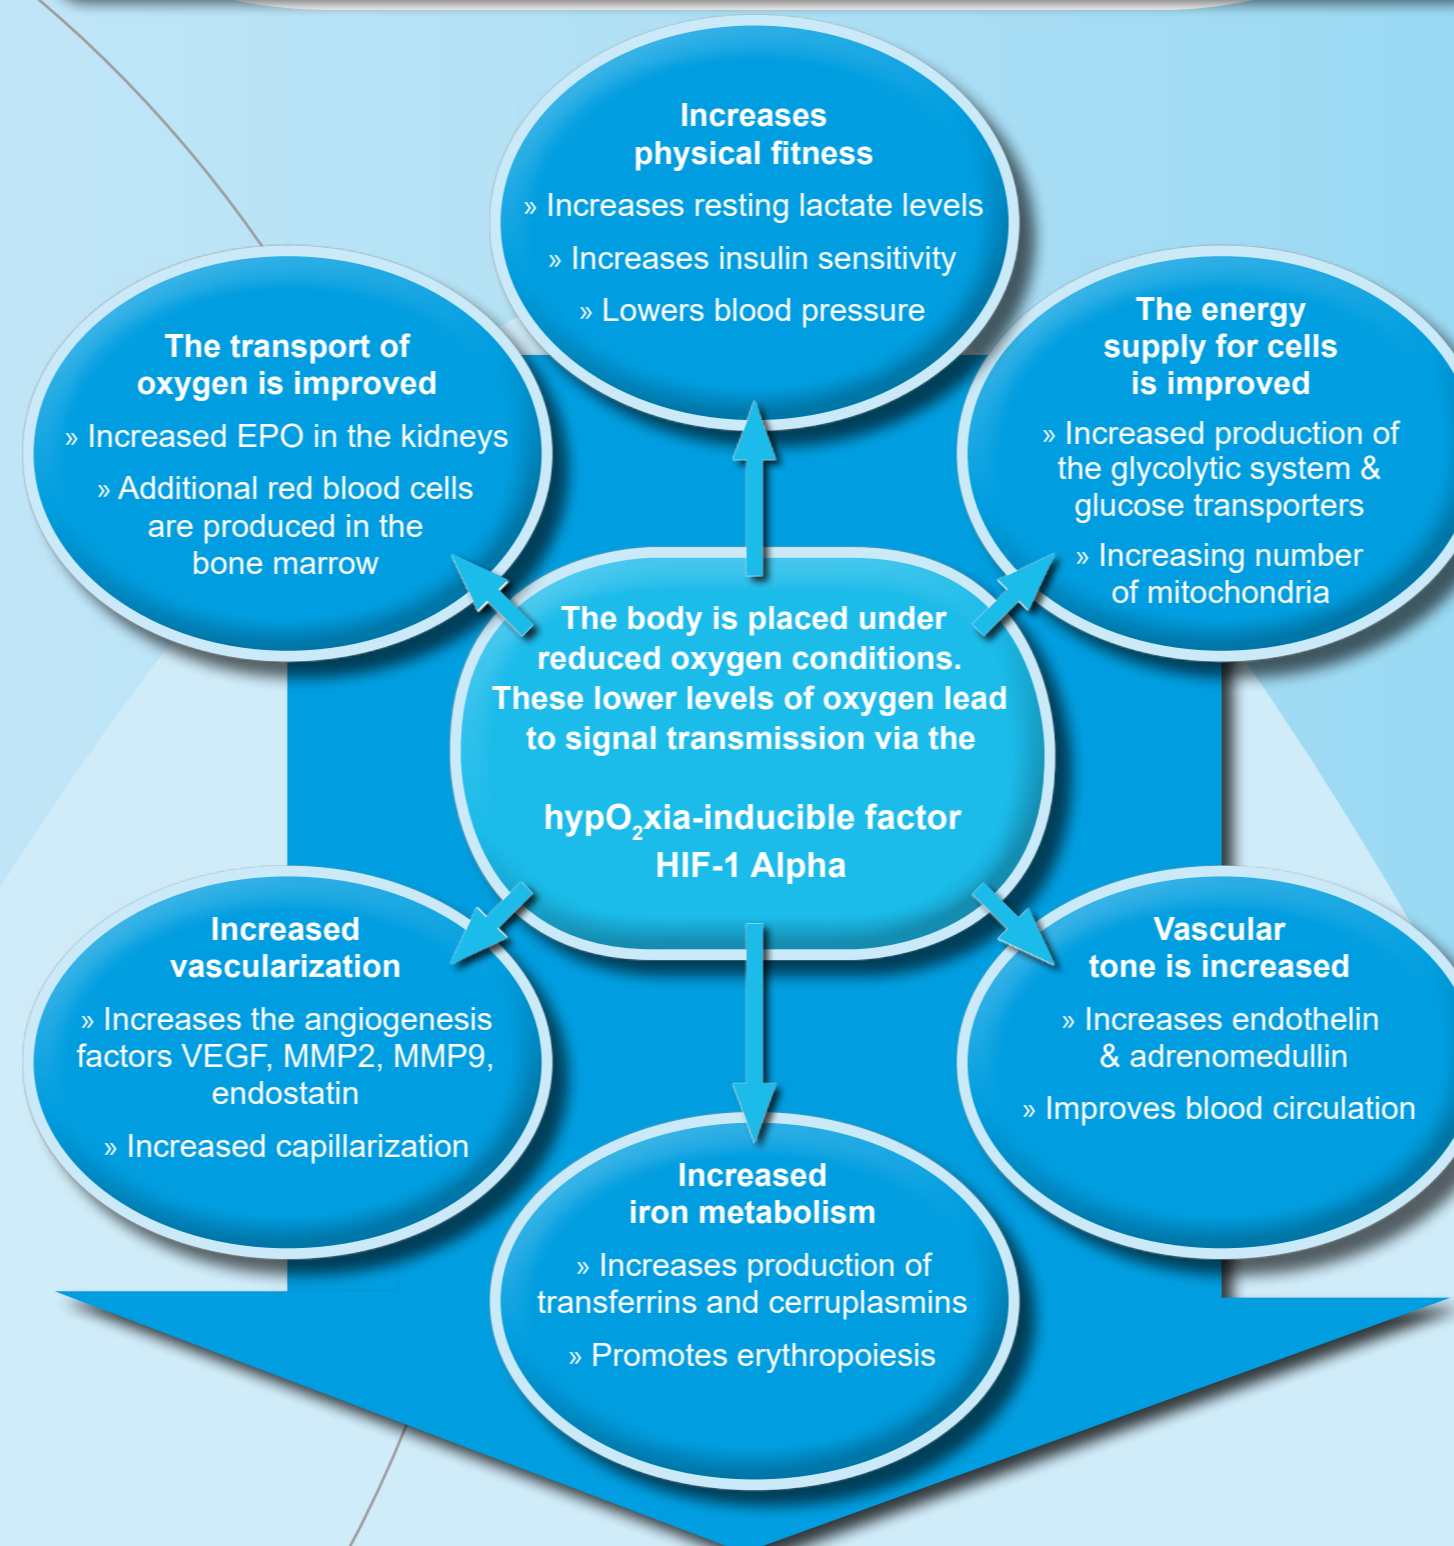 Increases
physical fitness
» Increases resting lactate levels
» Increases insulin sensitivity
» Lowers blood pressure
The transport of
oxygen is improved
» Increased EPO in the kidneys
» Additional red blood cells
are produced in the
bone marrow
The energy
supply for cells
is improved
» Increased production of
the glycolytic system &
glucose transporters
» Increasing number
of mitochondria
The body is placed under
reduced oxygen conditions.
These lower levels of oxygen lead
to signal transmission via the
hypO₂xia-inducible factor
HIF-1 Alpha
Increased
vascularization
» Increases the angiogenesis
factors VEGF, MMP2, MMP9,
endostatin
» Increased capillarization
Vascular
tone is increased
» Increases endothelin
& adrenomedullin
» Improves blood circulation
Increased
iron metabolism
» Increases production of
transferrins and cerruplasmins
» Promotes erythropoiesis